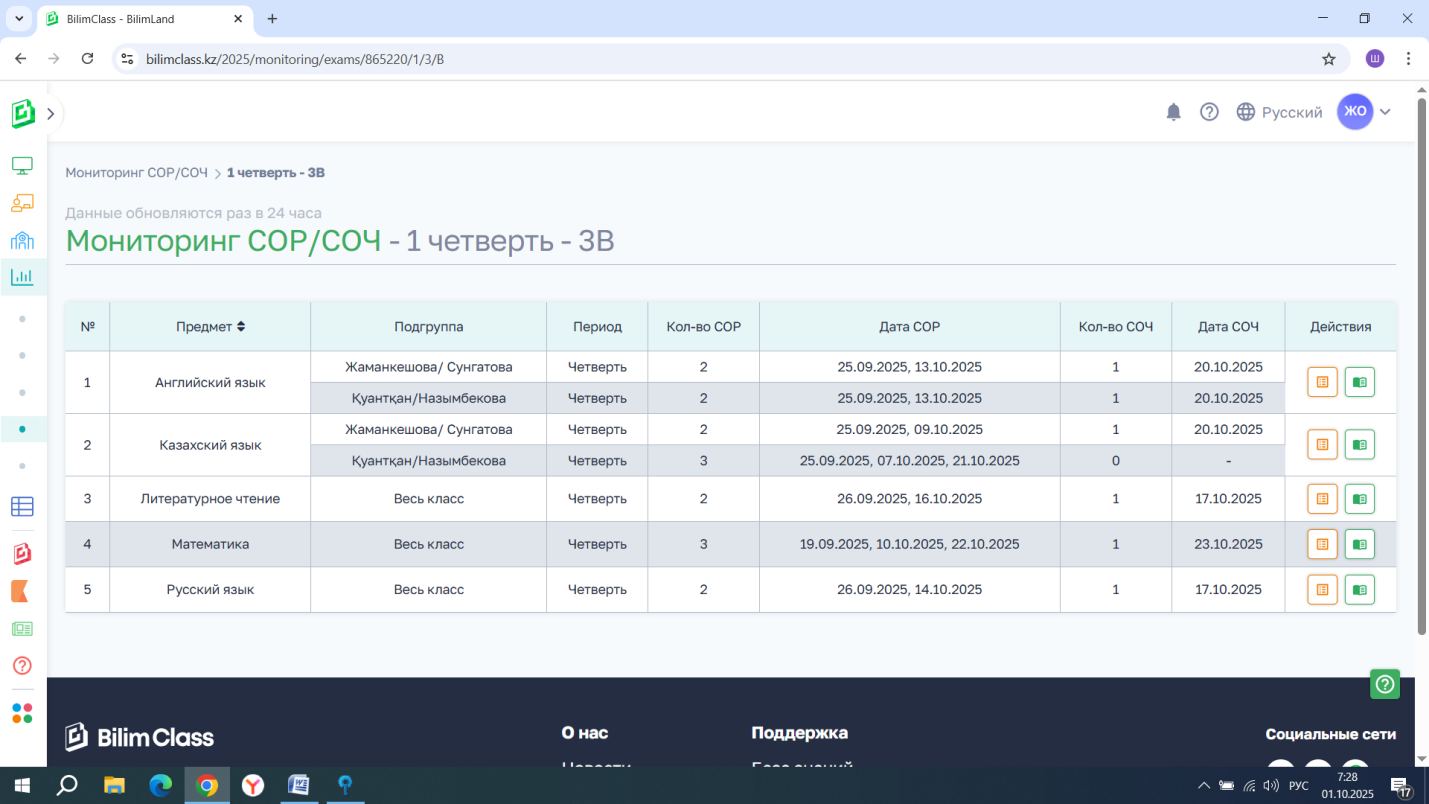 BilimClass - BilimLand
bilimclass.kz/2025/monitoring/exams/865220/1/3/B
Ш
Русский
ЖО
Мониторинг СОР/СОЧ > 1 четверть - 3В
Данные обновляются раз в 24 часа
Мониторинг СОР/СОЧ - 1 четверть - 3В
№ Предмет Подгруппа Период Кол-во СОР Дата СОР Кол-во СОЧ Дата СОЧ Действия
1 Английский язык Жаманкешова/ Сунгатова Четверть 2 25.09.2025, 13.10.2025 1 20.10.2025
Қуантқан/Назымбекова Четверть 2 25.09.2025, 13.10.2025 1 20.10.2025
2 Казахский язык Жаманкешова/ Сунгатова Четверть 2 25.09.2025, 09.10.2025 1 20.10.2025
Қуантқан/Назымбекова Четверть 3 25.09.2025, 07.10.2025, 21.10.2025 0 -
3 Литературное чтение Весь класс Четверть 2 26.09.2025, 16.10.2025 1 17.10.2025
4 Математика Весь класс Четверть 3 19.09.2025, 10.10.2025, 22.10.2025 1 23.10.2025
5 Русский язык Весь класс Четверть 2 26.09.2025, 14.10.2025 1 17.10.2025
BilimClass О нас Поддержка Социальные сети
Новости База знаний
РУС 7:28
01.10.2025
17